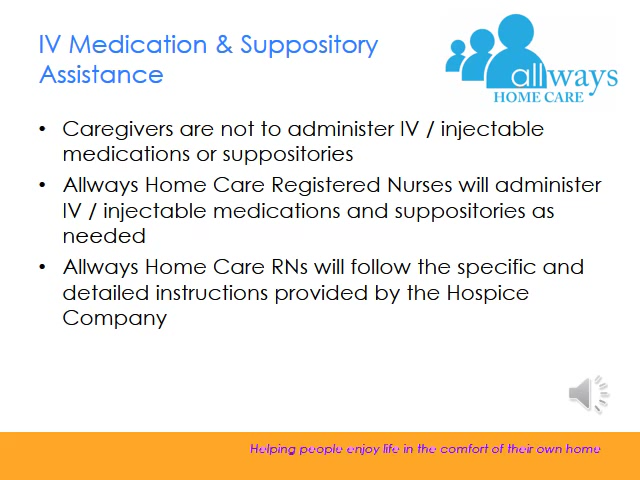 IV Medication & Suppository
Assistance
allways
HOME CARE
• Caregivers are not to administer IV / injectable
medications or suppositories
• Allways Home Care Registered Nurses will administer
IV / injectable medications and suppositories as
needed
• Allways Home Care RNs will follow the specific and
detailed instructions provided by the Hospice
Company
Helping people enjoy life in the comfort of their own home